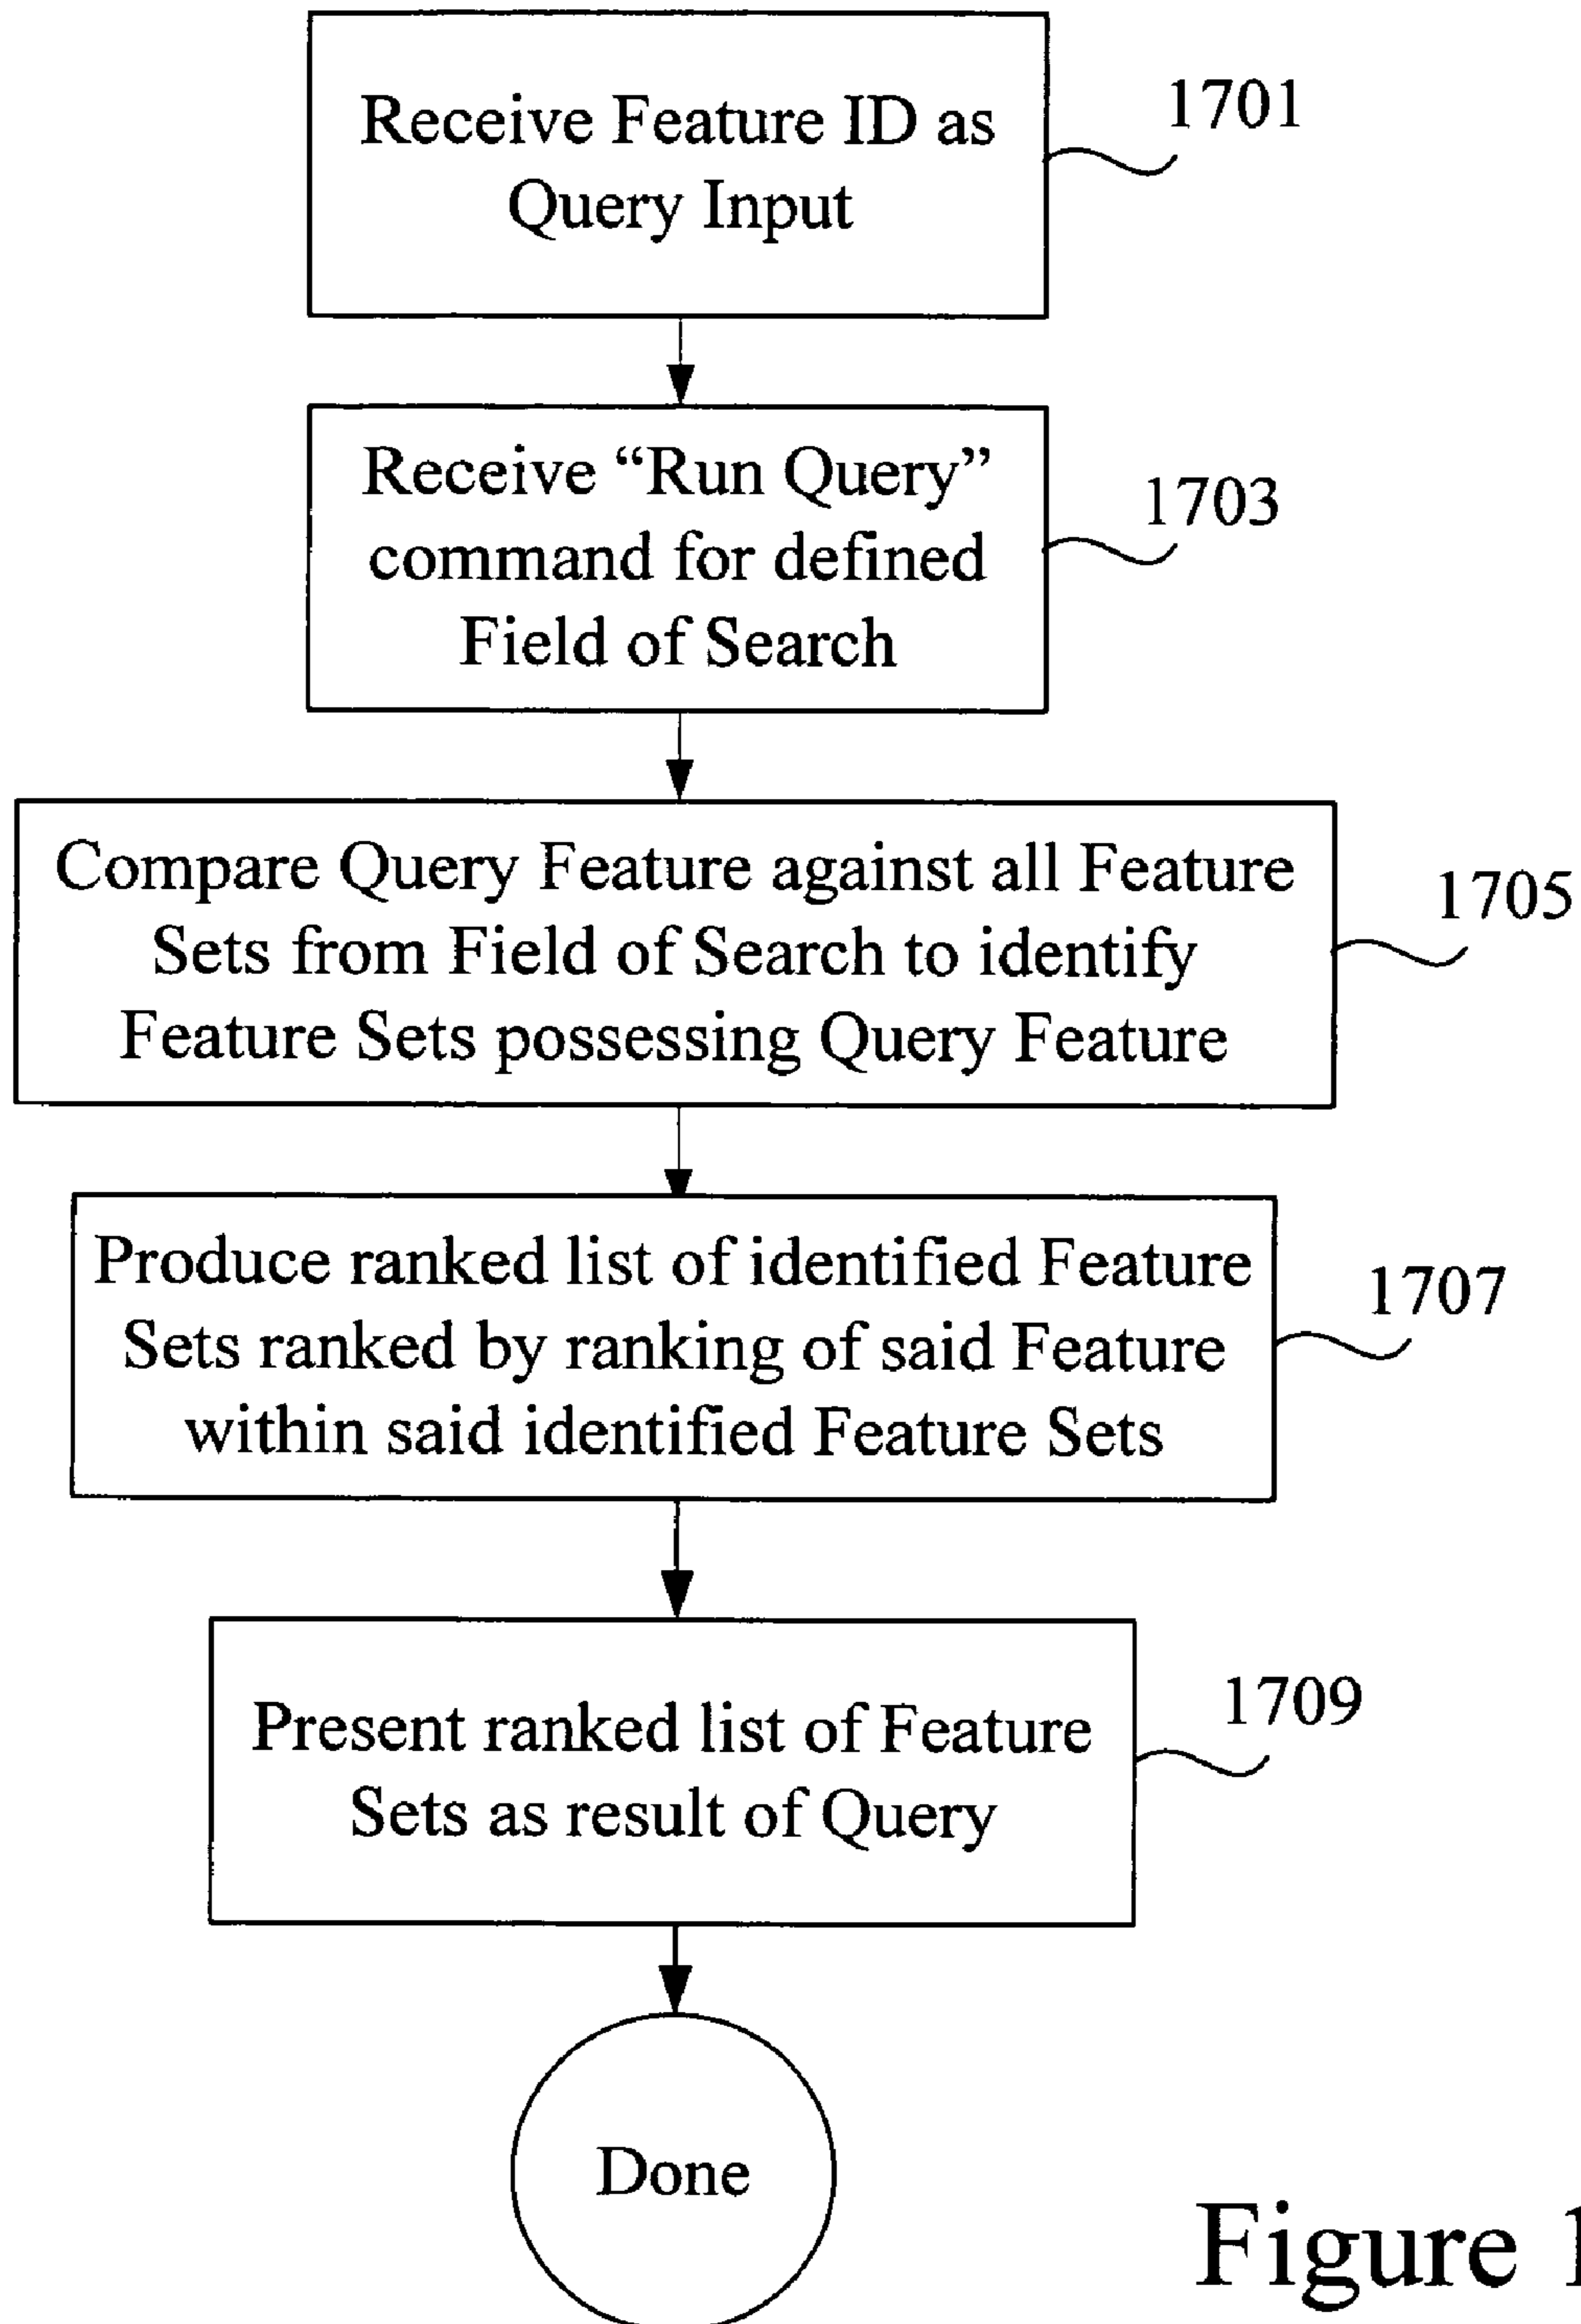 Receive Feature ID as
Query Input
1701
Receive “Run Query”
command for defined
Field of Search
1703
Compare Query Feature against all Feature
Sets from Field of Search to identify
Feature Sets possessing Query Feature
1705
Produce ranked list of identified Feature
Sets ranked by ranking of said Feature
within said identified Feature Sets
1707
Present ranked list of Feature
Sets as result of Query
1709
Done
Figure